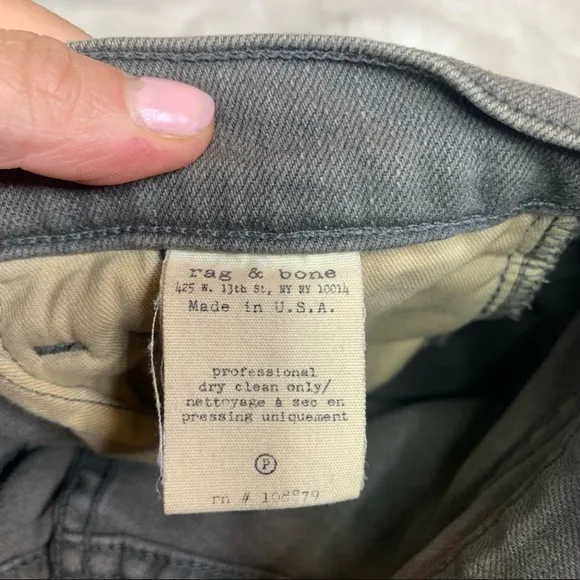 rag & bone
425 W. 13th St, NY NY 10014
Made in U.S.A.
professional
dry clean only/
nettoyage à sec en
pressing uniquement
P
rn # 108879